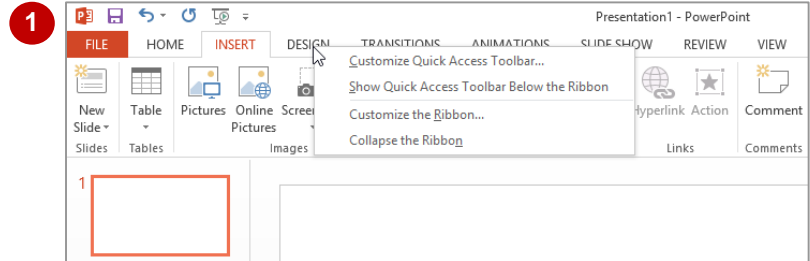 1
Presentation1 - PowerPoint
FILE HOME INSERT DESIGN TRANSITIONS ANIMATIONS SLIDE SHOW REVIEW VIEW
Customize Quick Access Toolbar...
Show Quick Access Toolbar Below the Ribbon
Customize the Ribbon...
Collapse the Ribbon
New Table Pictures Online Screen Hyperlink Action Comment
Slide Pictures
Slides Tables Images Links Comments
1